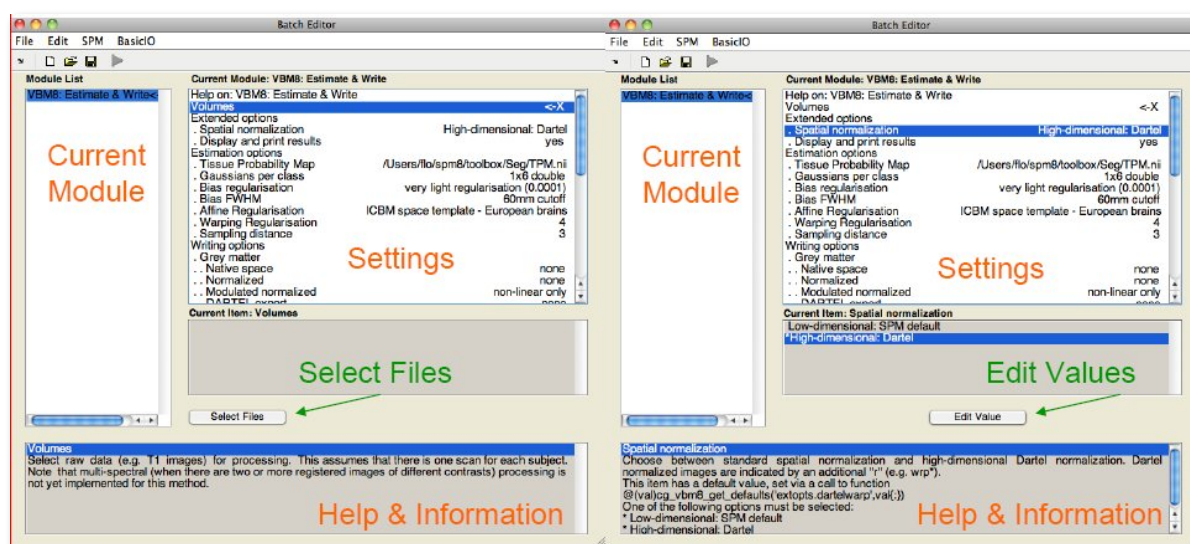 Batch Editor
File Edit SPM BasicIO
Module List
VBM8: Estimate & Write<
Current Module
Current Module: VBM8: Estimate & Write
Help on: VBM8: Estimate & Write
Volumes <-X
Extended options
. Spatial normalization High-dimensional: Dartel
. Display and print results yes
Estimation options
. Tissue Probability Map /Users/flo/spm8/toolbox/Seg/TPM.nii
. Gaussians per class 1x6 double
. Bias regularisation very light regularisation (0.0001)
. Bias FWHM 60mm cutoff
. Affine Regularisation ICBM space template - European brains
. Warping Regularisation 4
. Sampling distance 3
Writing options
. Grey matter
. . Native space none
. . Normalized none
. . Modulated normalized non-linear only
. . DARTEL export none
Settings
Current Item: Volumes
Select Files
Select Files
Volumes
Select raw data (e.g. T1 images) for processing. This assumes that there is one scan for each subject.
Note that multi-spectral (when there are two or more registered images of different contrasts) processing is
not yet implemented for this method.
Help & Information
Batch Editor
File Edit SPM BasicIO
Module List
VBM8: Estimate & Write<
Current Module
Current Module: VBM8: Estimate & Write
Help on: VBM8: Estimate & Write
Volumes <-X
Extended options
. Spatial normalization High-dimensional: Dartel
. Display and print results yes
Estimation options
. Tissue Probability Map /Users/flo/spm8/toolbox/Seg/TPM.nii
. Gaussians per class 1x6 double
. Bias regularisation very light regularisation (0.0001)
. Bias FWHM 60mm cutoff
. Affine Regularisation ICBM space template - European brains
. Warping Regularisation 4
. Sampling distance 3
Writing options
. Grey matter
. . Native space none
. . Normalized none
. . Modulated normalized non-linear only
. . DARTEL export none
Settings
Current Item: Spatial normalization
Low-dimensional: SPM default
*High-dimensional: Dartel
Edit Values
Edit Value
Spatial normalization
Choose between standard spatial normalization and high-dimensional Dartel normalization. Dartel
normalized images are indicated by an additional "r" (e.g. wrp*).
This item has a default value, set via a call to function
@(val)cg_vbm8_get_defaults('extopts.dartelwarp',val{:})
One of the following options must be selected:
* Low-dimensional: SPM default
* High-dimensional: Dartel
Help & Information